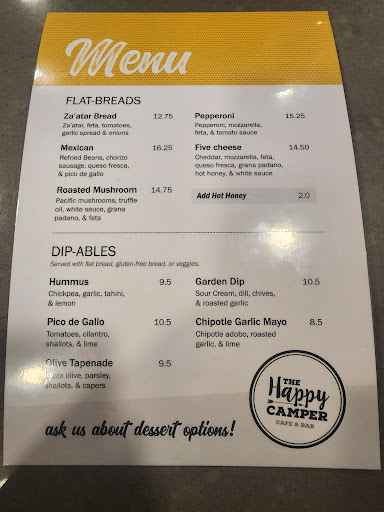 Menu
FLAT-BREADS
Za'atar Bread 12.75
Za'atar, feta, tomatoes,
garlic spread & onions
Mexican 16.25
Refried Beans, chorizo
sausage, queso fresca,
& pico de gallo
Roasted Mushroom 14.75
Pacific mushrooms, truffle
oil, white sauce, grana
padano, & feta
Pepperoni 15.25
Pepperoni, mozzarella,
feta, & tomato sauce
Five cheese 14.50
Cheddar, mozzarella, feta,
queso fresca, grana padano,
hot honey, & white sauce
Add Hot Honey 2.0
DIP-ABLES
Served with flat bread, gluten-free bread, or veggies.
Hummus 9.5
Chickpea, garlic, tahini,
& lemon
Pico de Gallo 10.5
Tomatoes, cilantro,
shallots, & lime
Olive Tapenade 9.5
Black olive, parsley,
shallots, & capers
Garden Dip 10.5
Sour Cream, dill, chives,
& roasted garlic
Chipotle Garlic Mayo 8.5
Chipotle adobo, roasted
garlic, & lime
ask us about dessert options!
THE
Happy
CAMPER
CAFE & BAR